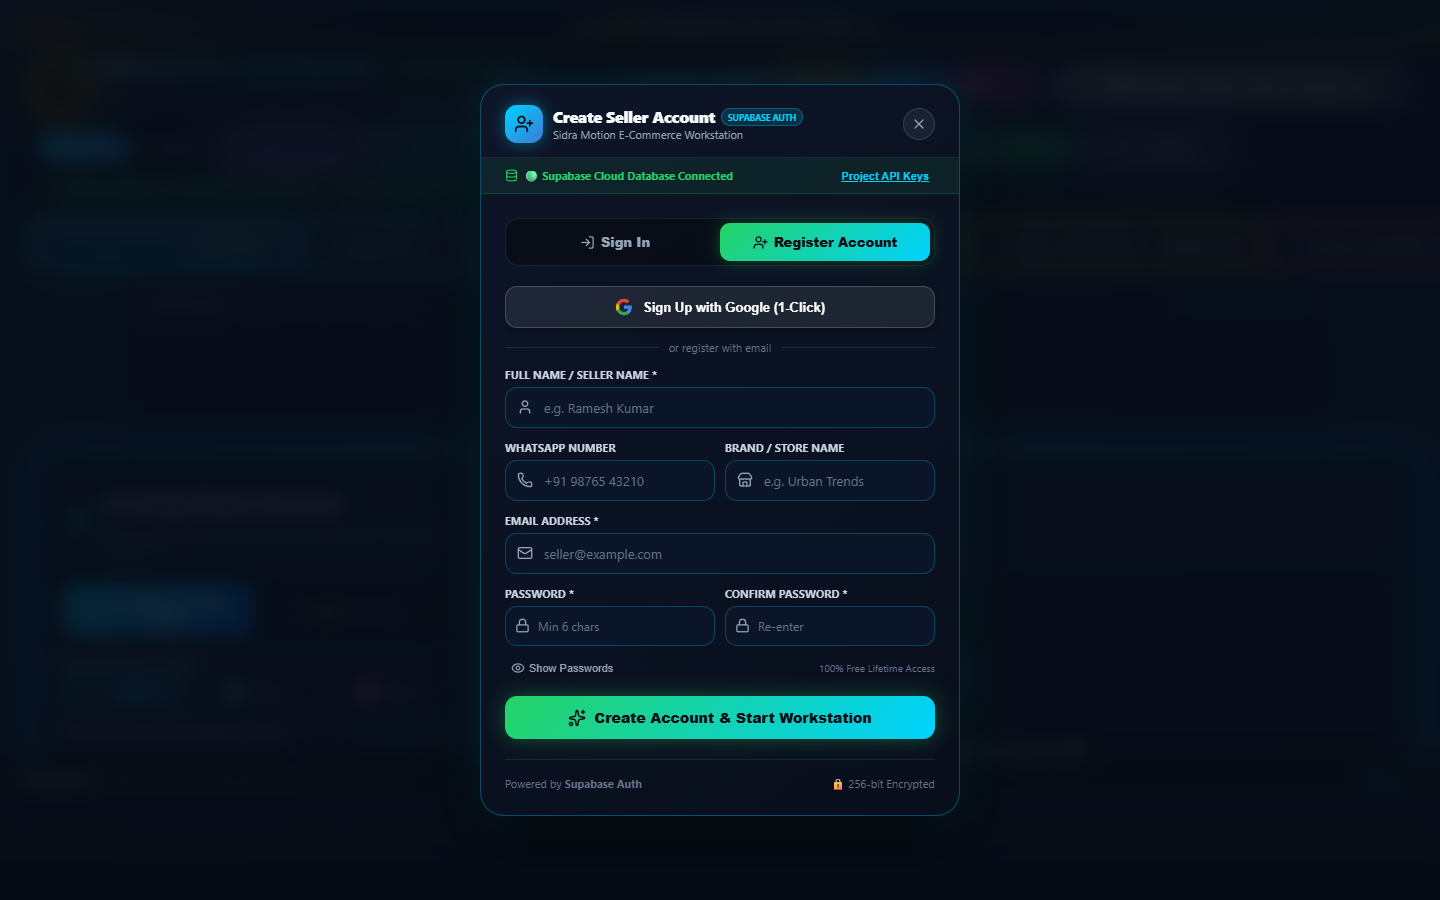 Create Seller Account SUPABASE AUTH
Sidra Motion E-Commerce Workstation
Supabase Cloud Database Connected Project API Keys
Sign In Register Account
Sign Up with Google (1-Click)
or register with email
FULL NAME / SELLER NAME *
e.g. Ramesh Kumar
WHATSAPP NUMBER BRAND / STORE NAME
+91 98765 43210 e.g. Urban Trends
EMAIL ADDRESS *
seller@example.com
PASSWORD * CONFIRM PASSWORD *
Min 6 chars Re-enter
Show Passwords 100% Free Lifetime Access
Create Account & Start Workstation
Powered by Supabase Auth 256-bit Encrypted